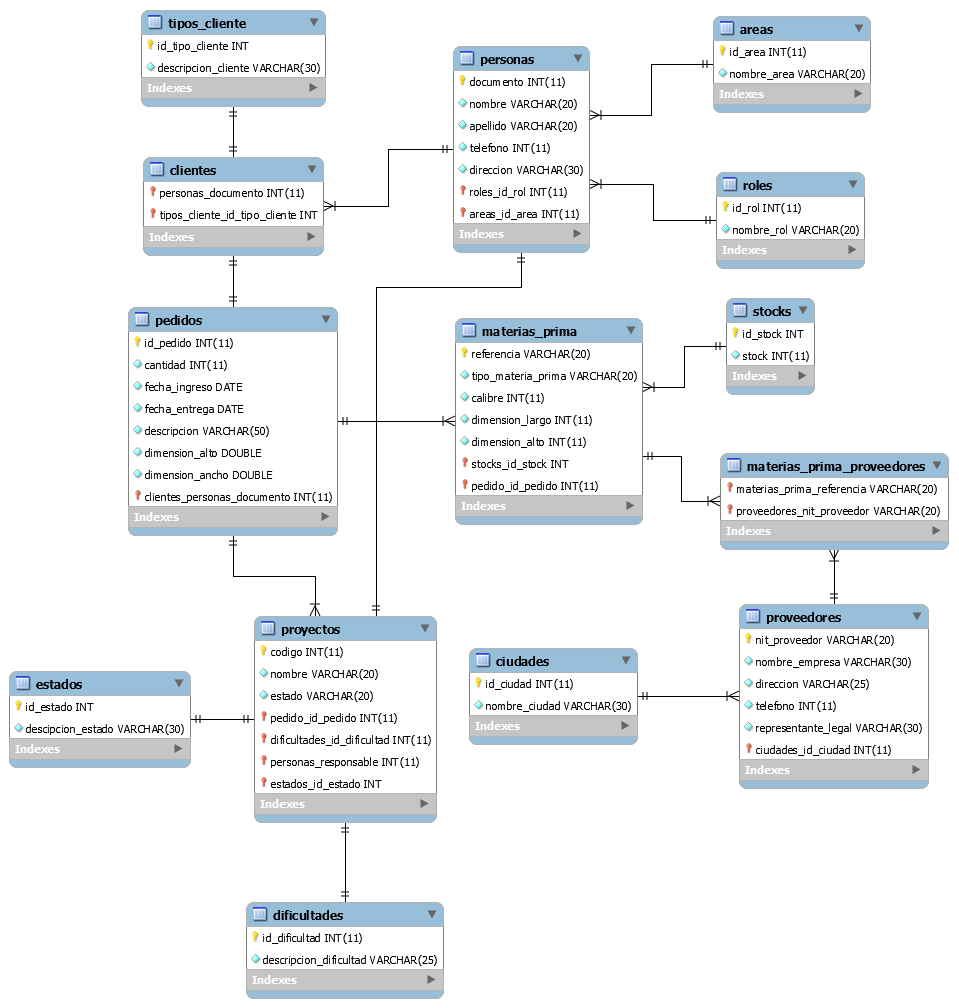 tipos_cliente
id_tipo_cliente INT
descripcion_cliente VARCHAR(30)
Indexes
clientes
personas_documento INT(11)
tipos_cliente_id_tipo_cliente INT
Indexes
personas
documento INT(11)
nombre VARCHAR(20)
apellido VARCHAR(20)
telefono INT(11)
direccion VARCHAR(30)
roles_id_rol INT(11)
areas_id_area INT(11)
Indexes
areas
id_area INT(11)
nombre_area VARCHAR(20)
Indexes
roles
id_rol INT(11)
nombre_rol VARCHAR(20)
Indexes
pedidos
id_pedido INT(11)
cantidad INT(11)
fecha_ingreso DATE
fecha_entrega DATE
descripcion VARCHAR(50)
dimension_alto DOUBLE
dimension_ancho DOUBLE
clientes_personas_documento INT(11)
Indexes
materias_prima
referencia VARCHAR(20)
tipo_materia_prima VARCHAR(20)
calibre INT(11)
dimension_largo INT(11)
dimension_alto INT(11)
stocks_id_stock INT
pedido_id_pedido INT(11)
Indexes
stocks
id_stock INT
stock INT(11)
Indexes
materias_prima_proveedores
materias_prima_referencia VARCHAR(20)
proveedores_nit_proveedor VARCHAR(20)
Indexes
proyectos
codigo INT(11)
nombre VARCHAR(20)
estado VARCHAR(20)
pedido_id_pedido INT(11)
dificultades_id_dificultad INT(11)
personas_responsable INT(11)
estados_id_estado INT
Indexes
estados
id_estado INT
descipcion_estado VARCHAR(30)
Indexes
ciudades
id_ciudad INT(11)
nombre_ciudad VARCHAR(30)
Indexes
proveedores
nit_proveedor VARCHAR(20)
nombre_empresa VARCHAR(30)
direccion VARCHAR(25)
telefono INT(11)
representante_legal VARCHAR(30)
ciudades_id_ciudad INT(11)
Indexes
dificultades
id_dificultad INT(11)
descripcion_dificultad VARCHAR(25)
Indexes